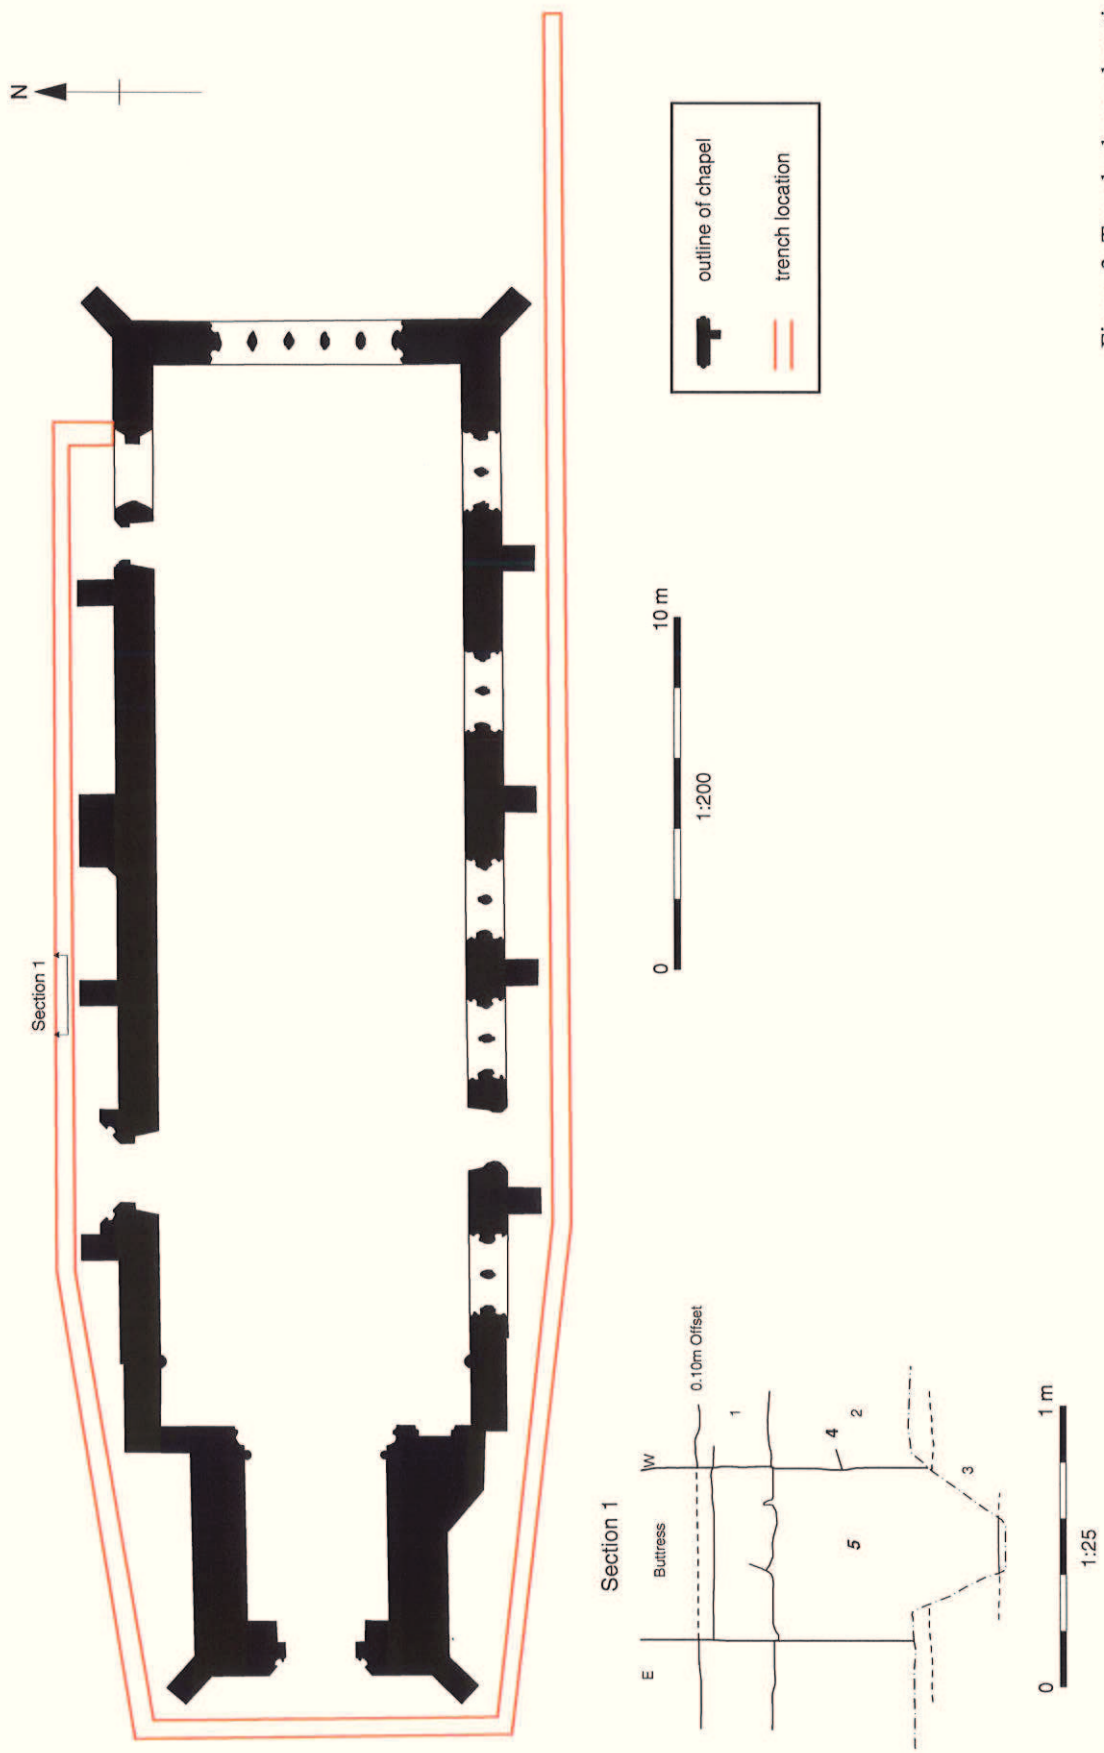 N
Section 1
outline of chapel
trench location
0
10 m
1:200
Section 1
E
Buttress
W
0.10m Offset
1
4
2
5
3
0
1 m
1:25